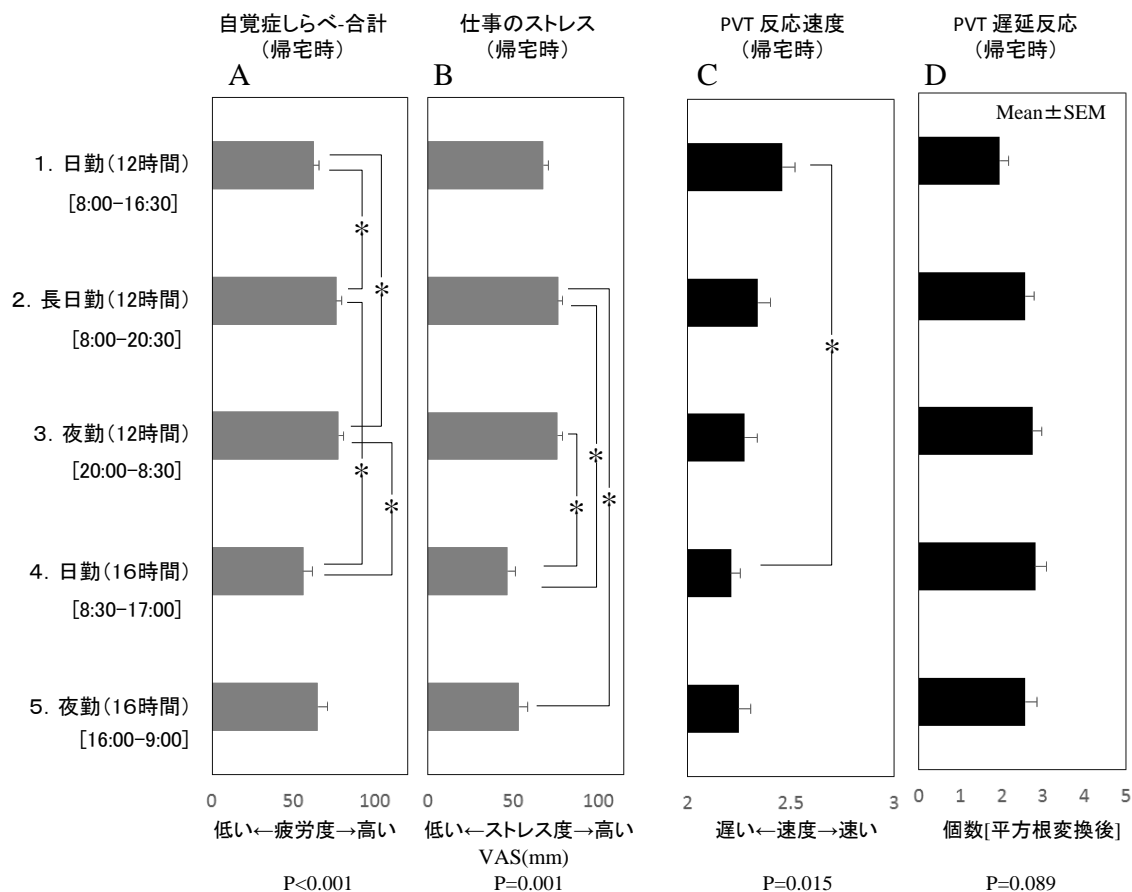 自覚症しらべ-合計
(帰宅時)
仕事のストレス
(帰宅時)
PVT 反応速度
(帰宅時)
PVT 遅延反応
(帰宅時)
A
B
C
D
Mean±SEM
1. 日勤(12時間)
[8:00-16:30]
2. 長日勤(12時間)
[8:00-20:30]
3. 夜勤(12時間)
[20:00-8:30]
4. 日勤(16時間)
[8:30-17:00]
5. 夜勤(16時間)
[16:00-9:00]
*
*
*
*
*
*
*
*
0 50 100
0 50 100
2 2.5 3
0 1 2 3 4 5
低い←疲労度→高い
低い←ストレス度→高い
VAS(mm)
遅い←速度→速い
個数[平方根変換後]
P<0.001
P=0.001
P=0.015
P=0.089